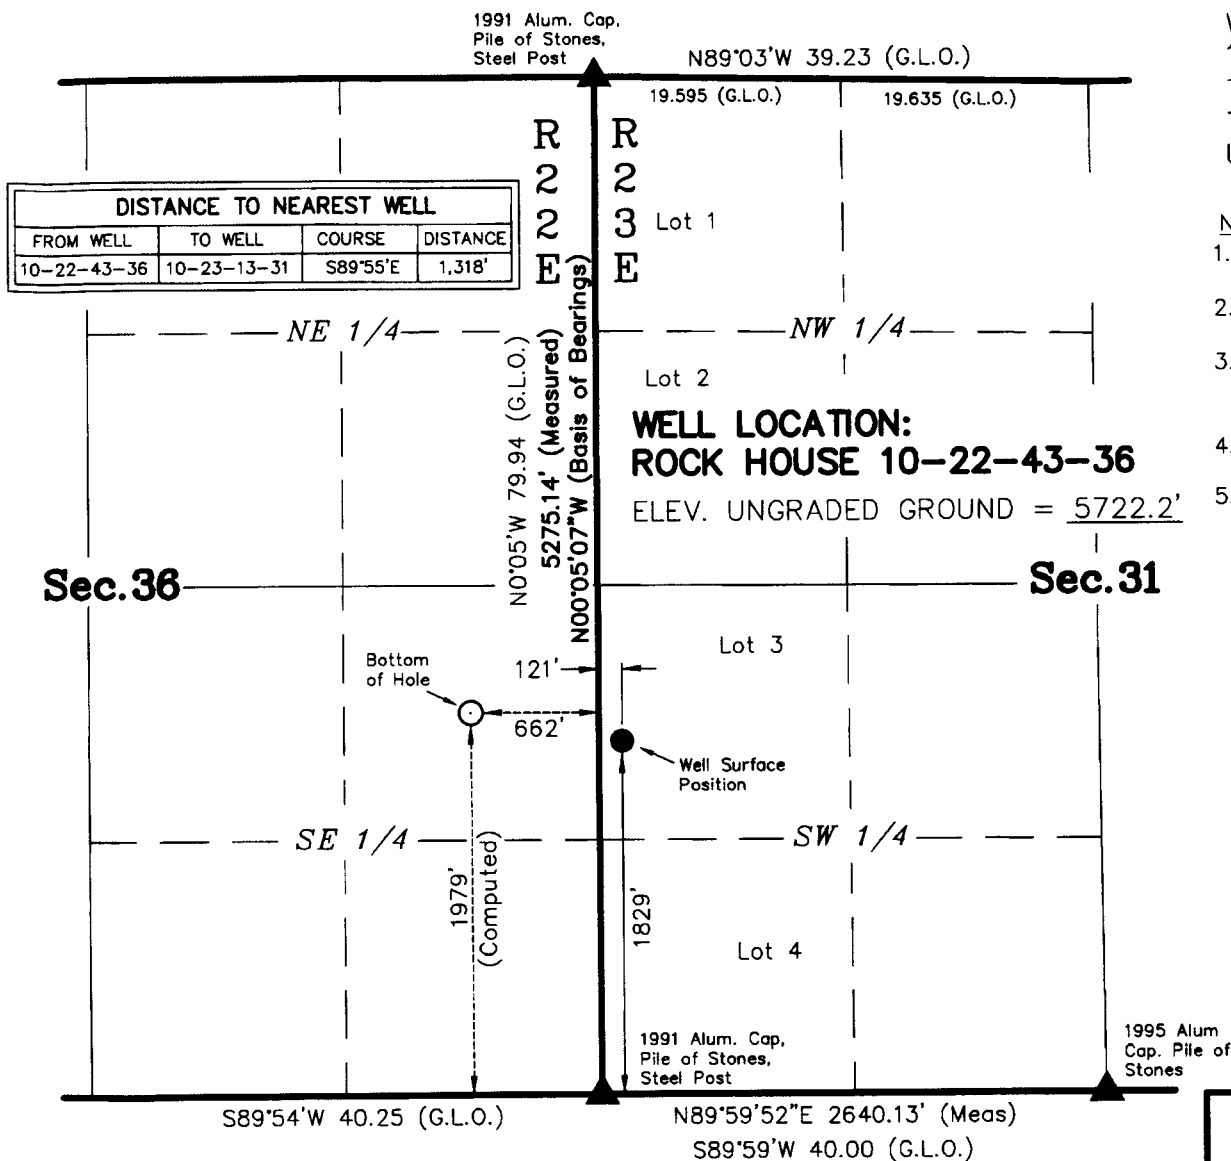 1991 Alum. Cap,
Pile of Stones,
Steel Post
N89°03'W 39.23 (G.L.O.)
19.595 (G.L.O.)
19.635 (G.L.O.)
R22E
R23E
Lot 1
DISTANCE TO NEAREST WELL
FROM WELL TO WELL COURSE DISTANCE
10-22-43-36 10-23-13-31 S89°55'E 1,318'
NE 1/4
NW 1/4
N0°05'W 79.94 (G.L.O.)
5275.14' (Measured)
N00°05'07"W (Basis of Bearings)
Lot 2
WELL LOCATION:
ROCK HOUSE 10-22-43-36
ELEV. UNGRADED GROUND = 5722.2'
Sec.36
Sec.31
Lot 3
121'
Bottom
of Hole
662'
Well Surface
Position
SE 1/4
SW 1/4
1979'
(Computed)
1829'
Lot 4
1991 Alum. Cap,
Pile of Stones,
Steel Post
1995 Alum
Cap. Pile of
Stones
S89°54'W 40.25 (G.L.O.)
N89°59'52"E 2640.13' (Meas)
S89°59'W 40.00 (G.L.O.)
1.
2.
3.
4.
5.